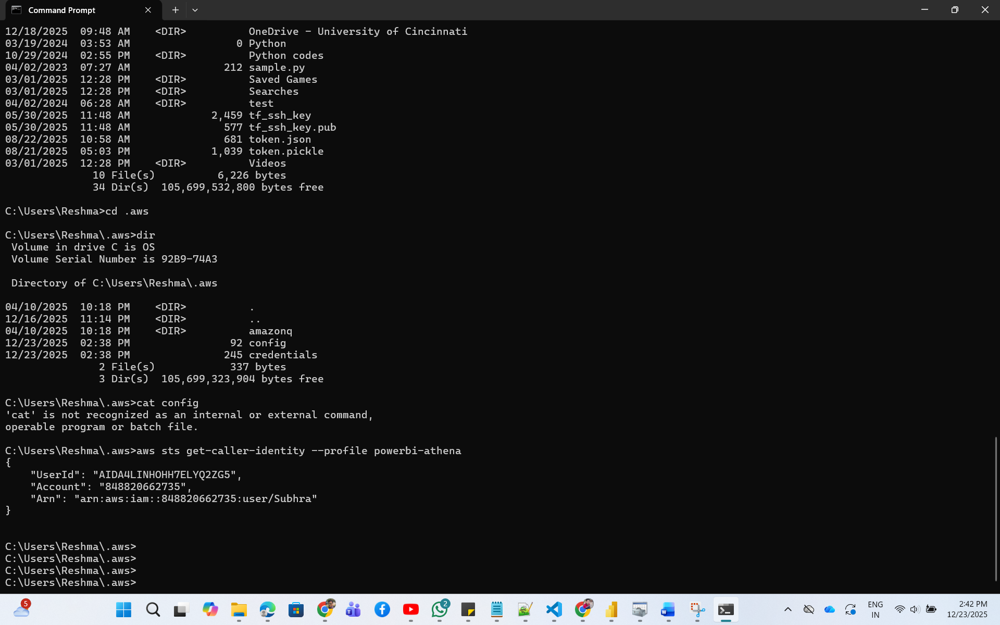 Command Prompt
12/18/2025  09:48 AM    <DIR>          OneDrive - University of Cincinnati
03/19/2024  03:53 AM                 0 Python
10/29/2024  02:55 PM    <DIR>          Python codes
04/02/2023  07:27 AM               212 sample.py
03/01/2025  12:28 PM    <DIR>          Saved Games
03/01/2025  12:28 PM    <DIR>          Searches
04/02/2024  06:28 AM    <DIR>          test
05/30/2025  11:48 AM             2,459 tf_ssh_key
05/30/2025  11:48 AM               577 tf_ssh_key.pub
08/22/2025  10:58 AM               681 token.json
08/21/2025  05:03 PM             1,039 token.pickle
03/01/2025  12:28 PM    <DIR>          Videos
              10 File(s)          6,226 bytes
              34 Dir(s)  105,699,532,800 bytes free
C:\Users\Reshma>cd .aws
C:\Users\Reshma\.aws>dir
 Volume in drive C is OS
 Volume Serial Number is 92B9-74A3
 Directory of C:\Users\Reshma\.aws
04/10/2025  10:18 PM    <DIR>          .
12/16/2025  11:14 PM    <DIR>          ..
04/10/2025  10:18 PM    <DIR>          amazonq
12/23/2025  02:38 PM                92 config
12/23/2025  02:38 PM               245 credentials
               2 File(s)            337 bytes
               3 Dir(s)  105,699,323,904 bytes free
C:\Users\Reshma\.aws>cat config
'cat' is not recognized as an internal or external command,
operable program or batch file.
C:\Users\Reshma\.aws>aws sts get-caller-identity --profile powerbi-athena
{
    "UserId": "AIDA4LINHOHH7ELYQ2ZG5",
    "Account": "848820662735",
    "Arn": "arn:aws:iam::848820662735:user/Subhra"
}
C:\Users\Reshma\.aws>
C:\Users\Reshma\.aws>
C:\Users\Reshma\.aws>
C:\Users\Reshma\.aws>
5
2
ENG
IN
2:42 PM
12/23/2025